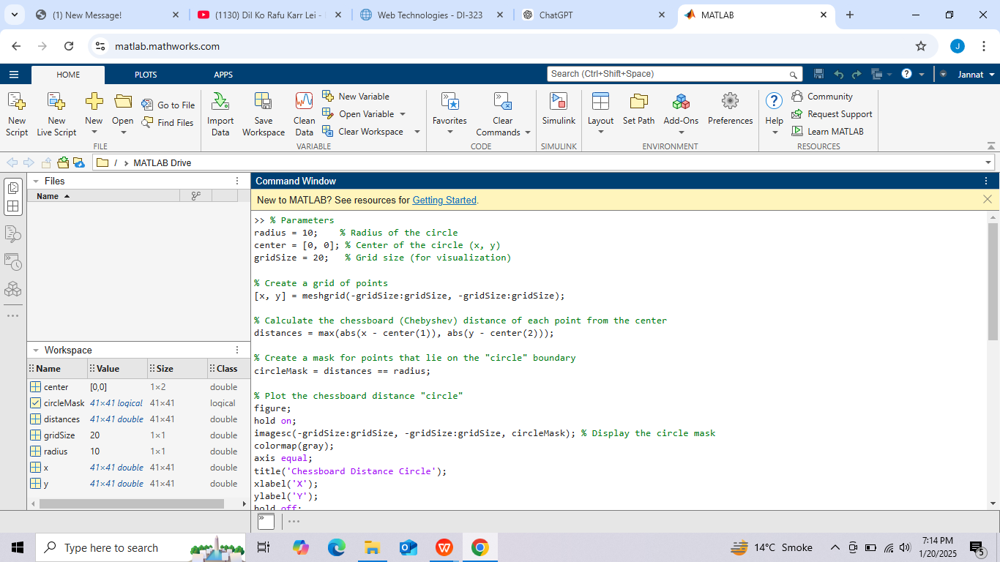 (1) New Message!
(1130) Dil Ko Rafu Karr Lei -
Web Technologies - DI-323
ChatGPT
MATLAB
matlab.mathworks.com
J
HOME
PLOTS
APPS
Search (Ctrl+Shift+Space)
Jannat
New Script
New Live Script
New
Open
Go to File
Find Files
FILE
Import Data
Save Workspace
Clean Data
New Variable
Open Variable
Clear Workspace
VARIABLE
Favorites
Clear Commands
CODE
Simulink
SIMULINK
Layout
Set Path
Add-Ons
Preferences
ENVIRONMENT
Help
Community
Request Support
Learn MATLAB
RESOURCES
/ MATLAB Drive
Files
Name
Workspace
Name Value Size Class
center [0,0] 1×2 double
circleMask 41×41 logical 41×41 logical
distances 41×41 double 41×41 double
gridSize 20 1×1 double
radius 10 1×1 double
x 41×41 double 41×41 double
y 41×41 double 41×41 double
Command Window
New to MATLAB? See resources for Getting Started.
>> % Parameters
radius = 10;    % Radius of the circle
center = [0, 0]; % Center of the circle (x, y)
gridSize = 20;   % Grid size (for visualization)
% Create a grid of points
[x, y] = meshgrid(-gridSize:gridSize, -gridSize:gridSize);
% Calculate the chessboard (Chebyshev) distance of each point from the center
distances = max(abs(x - center(1)), abs(y - center(2)));
% Create a mask for points that lie on the "circle" boundary
circleMask = distances == radius;
% Plot the chessboard distance "circle"
figure;
hold on;
imagesc(-gridSize:gridSize, -gridSize:gridSize, circleMask); % Display the circle mask
colormap(gray);
axis equal;
title('Chessboard Distance Circle');
xlabel('X');
ylabel('Y');
hold off;
Type here to search
14°C Smoke
7:14 PM
1/20/2025
5